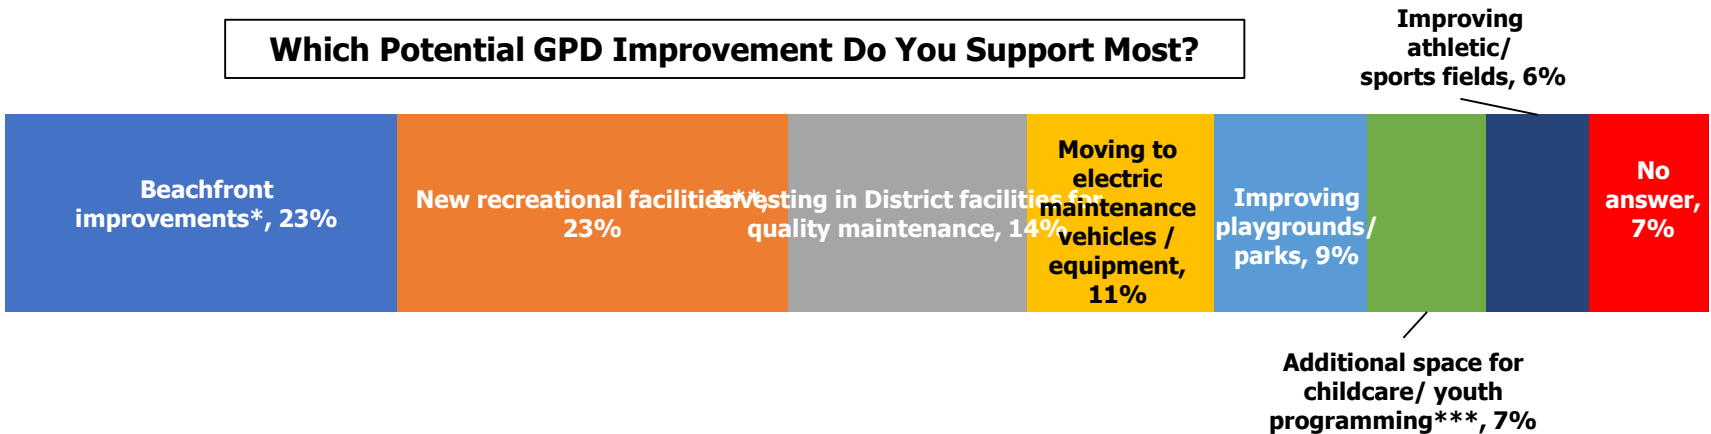 Which Potential GPD Improvement Do You Support Most?
Improving
athletic/
sports fields, 6%
Beachfront
improvements*, 23%
New recreational facilities**,
23%
Investing in District facilities for
quality maintenance, 14%
Moving to
electric
maintenance
vehicles /
equipment,
11%
Improving
playgrounds/
parks, 9%
No
answer,
7%
Additional space for
childcare/ youth
programming***, 7%